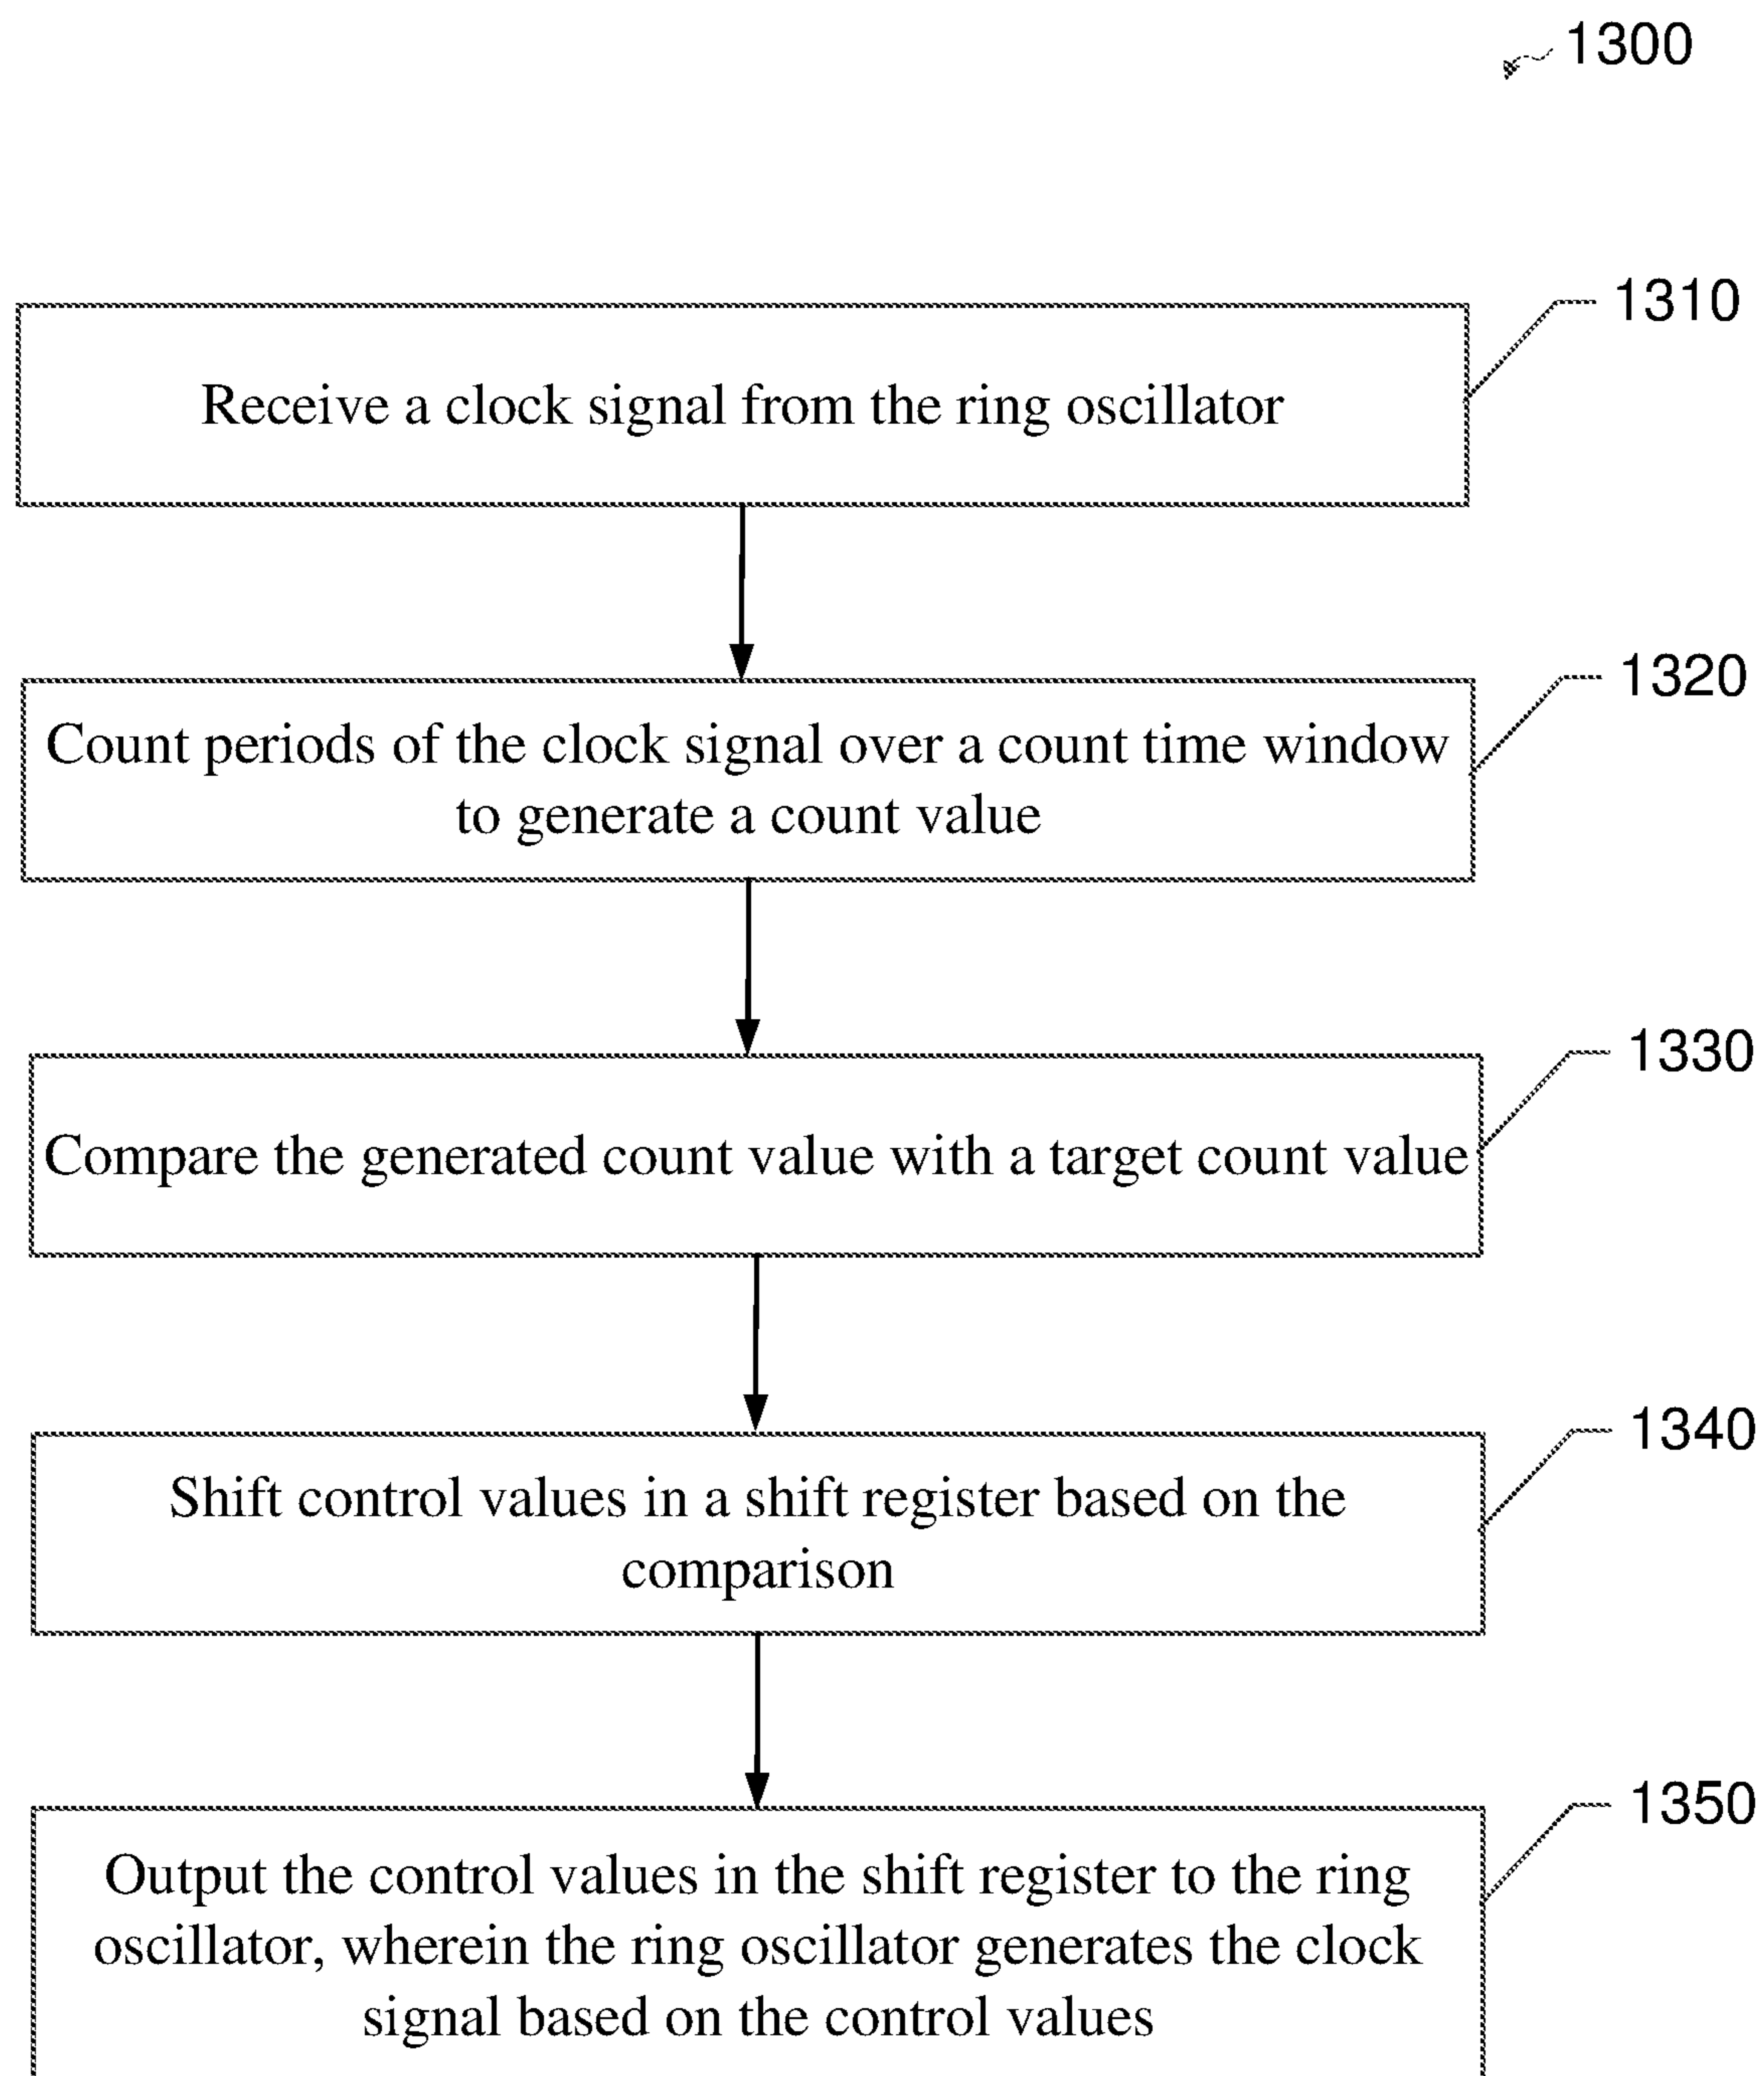 1300
1310
Receive a clock signal from the ring oscillator
1320
Count periods of the clock signal over a count time window
to generate a count value
1330
Compare the generated count value with a target count value
1340
Shift control values in a shift register based on the
comparison
1350
Output the control values in the shift register to the ring
oscillator, wherein the ring oscillator generates the clock
signal based on the control values